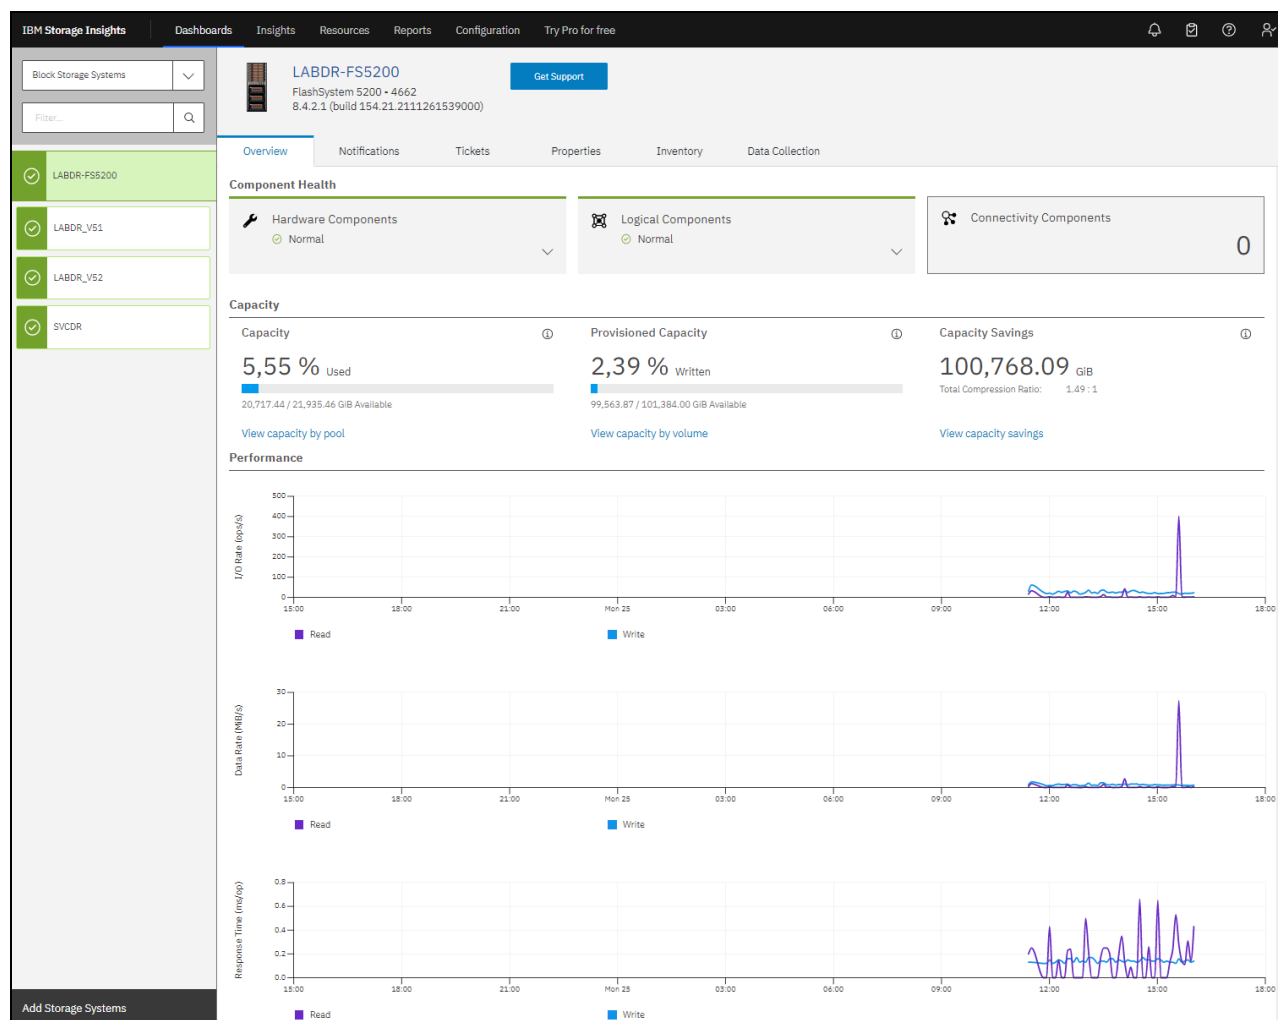 IBM Storage Insights Dashboards Insights Resources Reports Configuration Try Pro for free
Block Storage Systems
Filter...
LABDR-FS5200
LABDR_V51
LABDR_V52
SVCDR
Add Storage Systems
LABDR-FS5200
FlashSystem 5200 - 4662
8.4.2.1 (build 154.21.2111261539000)
Get Support
Overview Notifications Tickets Properties Inventory Data Collection
Component Health
Hardware Components
Normal
Logical Components
Normal
Connectivity Components
0
Capacity
Capacity
5,55 % Used
20,717.44 / 21,935.46 GiB Available
View capacity by pool
Provisioned Capacity
2,39 % Written
99,563.87 / 101,384.00 GiB Available
View capacity by volume
Capacity Savings
100,768.09 GiB
Total Compression Ratio: 1.49 : 1
View capacity savings
Performance
I/O Rate (ops/s)
500
400
300
200
100
0
15:00 18:00 21:00 Mon 25 03:00 06:00 09:00 12:00 15:00 18:00
Read Write
Data Rate (MiB/s)
30
20
10
0
15:00 18:00 21:00 Mon 25 03:00 06:00 09:00 12:00 15:00 18:00
Read Write
Response Time (ms/op)
0.8
0.6
0.4
0.2
0.0
15:00 18:00 21:00 Mon 25 03:00 06:00 09:00 12:00 15:00 18:00
Read Write